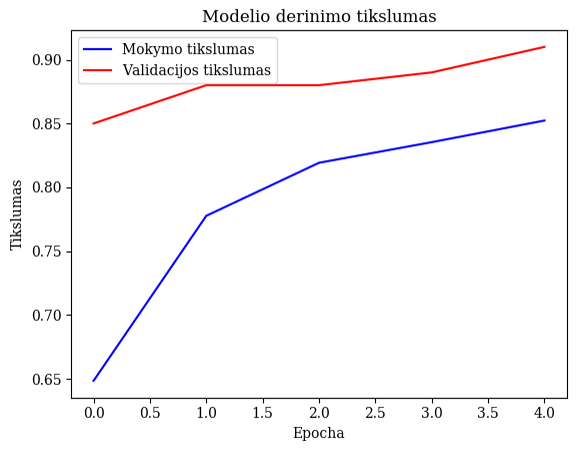 Modelio derinimo tikslumas
Mokymo tikslumas
Validacijos tikslumas
Tikslumas
0.90
0.85
0.80
0.75
0.70
0.65
0.0 0.5 1.0 1.5 2.0 2.5 3.0 3.5 4.0
Epocha